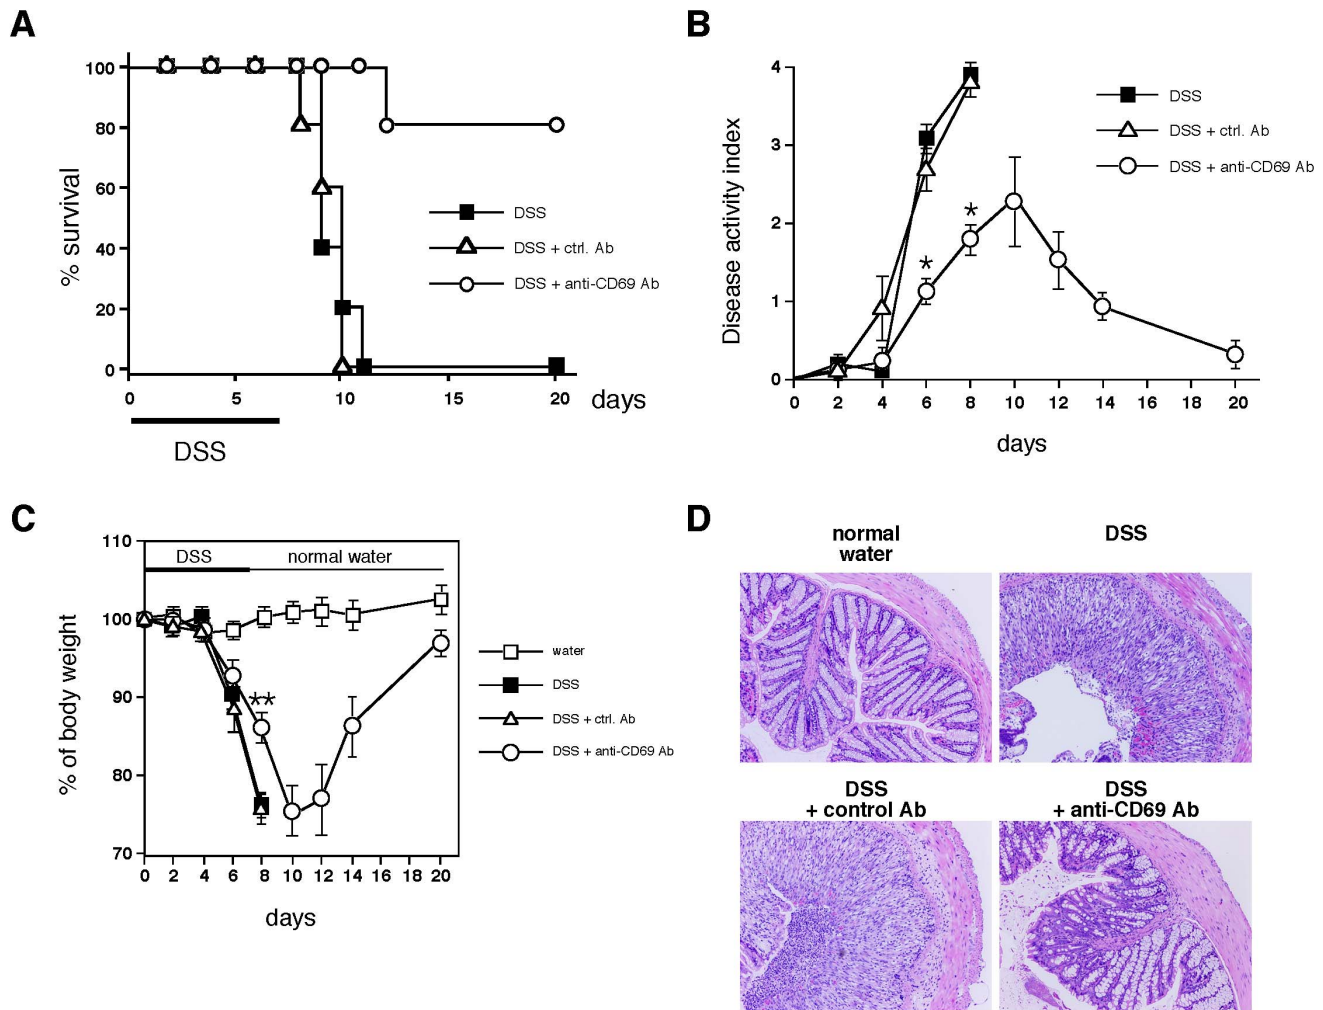 A
100
80
60
40
20
0
% survival
0
5
10
15
20
days
DSS
DSS
DSS + ctrl. Ab
DSS + anti-CD69 Ab
B
4
3
2
1
0
Disease activity index
*
*
0
2
4
6
8
10
12
14
16
18
20
days
DSS
DSS + ctrl. Ab
DSS + anti-CD69 Ab
C
110
100
90
80
70
% of body weight
DSS
normal water
**
0
2
4
6
8
10
12
14
16
18
20
days
water
DSS
DSS + ctrl. Ab
DSS + anti-CD69 Ab
D
normal
water
DSS
DSS
+ control Ab
DSS
+ anti-CD69 Ab